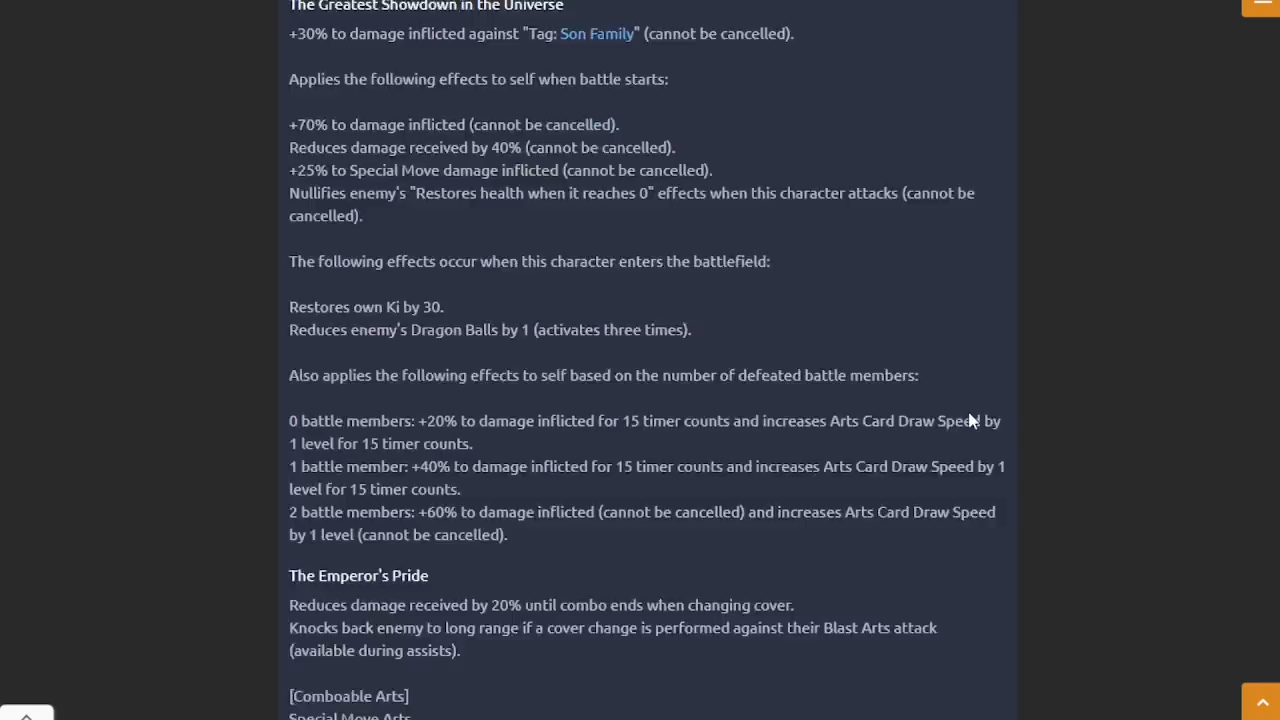 The Greatest Showdown in the Universe
+30% to damage inflicted against "Tag: Son Family" (cannot be cancelled).
Applies the following effects to self when battle starts:
+70% to damage inflicted (cannot be cancelled).
Reduces damage received by 40% (cannot be cancelled).
+25% to Special Move damage inflicted (cannot be cancelled).
Nullifies enemy's "Restores health when it reaches 0" effects when this character attacks (cannot be
cancelled).
The following effects occur when this character enters the battlefield:
Restores own Ki by 30.
Reduces enemy's Dragon Balls by 1 (activates three times).
Also applies the following effects to self based on the number of defeated battle members:
0 battle members: +20% to damage inflicted for 15 timer counts and increases Arts Card Draw Speed by
1 level for 15 timer counts.
1 battle member: +40% to damage inflicted for 15 timer counts and increases Arts Card Draw Speed by 1
level for 15 timer counts.
2 battle members: +60% to damage inflicted (cannot be cancelled) and increases Arts Card Draw Speed
by 1 level (cannot be cancelled).
The Emperor's Pride
Reduces damage received by 20% until combo ends when changing cover.
Knocks back enemy to long range if a cover change is performed against their Blast Arts attack
(available during assists).
[Comboable Arts]
Special Move Arts